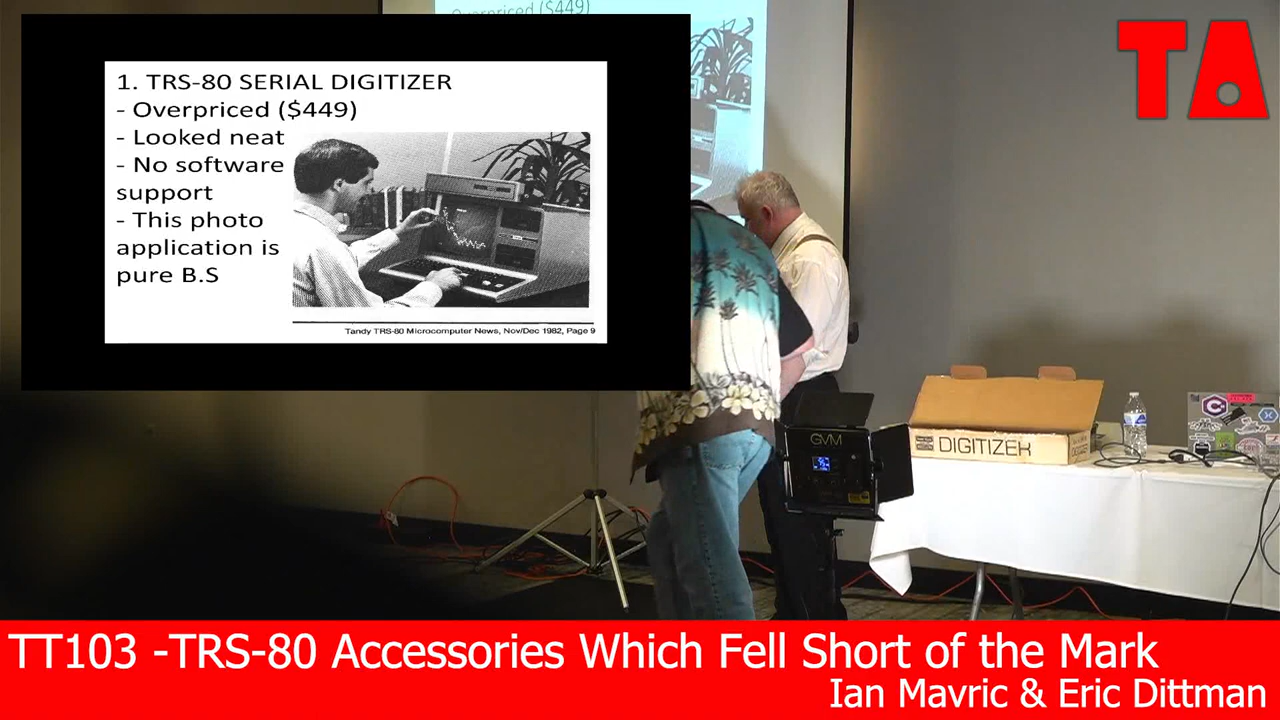 Overpriced ($449)
1. TRS-80 SERIAL DIGITIZER
- Overpriced ($449)
- Looked neat
- No software
support
- This photo
application is
pure B.S
Tandy TRS-80 Microcomputer News, Nov/Dec 1982, Page 9
TA
GVM
DIGITIZER
TT103 -TRS-80 Accessories Which Fell Short of the Mark
Ian Mavric & Eric Dittman